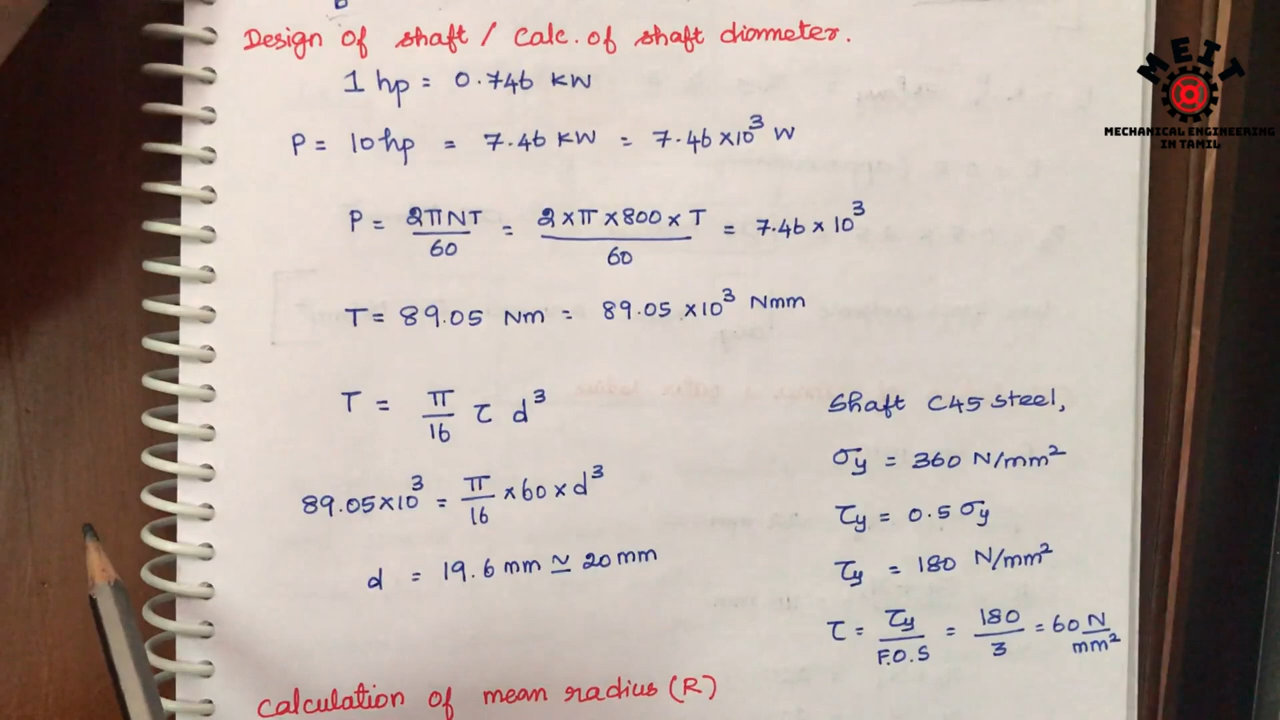 Design of shaft / Calc. of shaft diameter.
1 hp = 0.746 KW
P = 10 hp = 7.46 KW = 7.46 × 10³ W
P = 2πNT/60 = 2 × π × 800 × T/60 = 7.46 × 10³
T = 89.05 Nm = 89.05 × 10³ Nmm
T = π/16 τ d³
89.05 × 10³ = π/16 × 60 × d³
d = 19.6 mm ≃ 20 mm
Shaft C45 steel,
σy = 360 N/mm²
τy = 0.5 σy
τy = 180 N/mm²
τ = τy/F.O.S = 180/3 = 60 N/mm²
Calculation of mean radius (R)
MEIT
MECHANICAL ENGINEERING
IN TAMIL